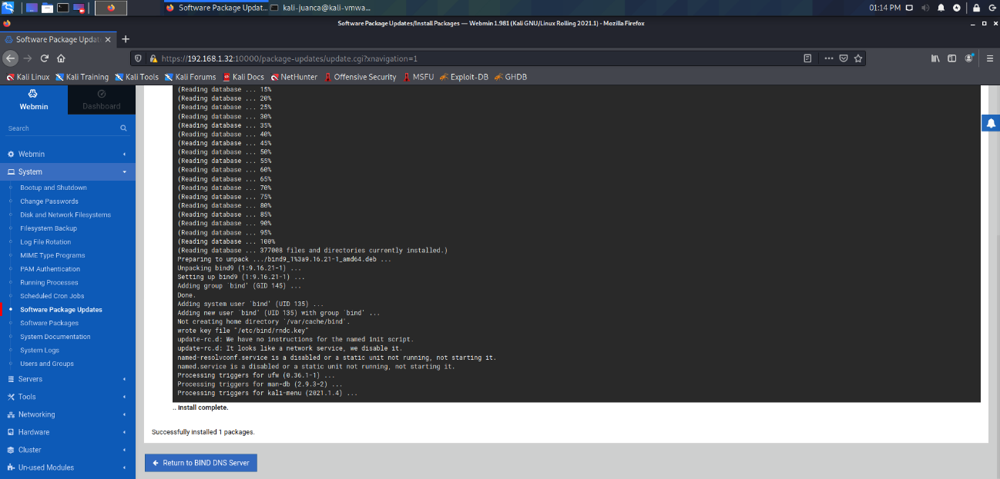 Software Package Updat...
kali-juanca@kali-vmwa...
01:14 PM
Software Package Updates/Install Packages — Webmin 1.981 (Kali GNU/Linux Rolling 2021.1) - Mozilla Firefox
Software Package Updat
https://192.168.1.32:10000/package-updates/update.cgi?xnavigation=1
Kali Linux Kali Training Kali Tools Kali Forums Kali Docs NetHunter Offensive Security MSFU Exploit-DB GHDB
Webmin
Dashboard
Search
Webmin
System
Bootup and Shutdown
Change Passwords
Disk and Network Filesystems
Filesystem Backup
Log File Rotation
MIME Type Programs
PAM Authentication
Running Processes
Scheduled Cron Jobs
Software Package Updates
Software Packages
System Documentation
System Logs
Users and Groups
Servers
Tools
Networking
Hardware
Cluster
Un-used Modules
(Reading database ... 15%
(Reading database ... 20%
(Reading database ... 25%
(Reading database ... 30%
(Reading database ... 35%
(Reading database ... 40%
(Reading database ... 45%
(Reading database ... 50%
(Reading database ... 55%
(Reading database ... 60%
(Reading database ... 65%
(Reading database ... 70%
(Reading database ... 75%
(Reading database ... 80%
(Reading database ... 85%
(Reading database ... 90%
(Reading database ... 95%
(Reading database ... 100%
(Reading database ... 377008 files and directories currently installed.)
Preparing to unpack .../bind9_1%3a9.16.21-1_amd64.deb ...
Unpacking bind9 (1:9.16.21-1) ...
Setting up bind9 (1:9.16.21-1) ...
Adding group `bind' (GID 145) ...
Done.
Adding system user `bind' (UID 135) ...
Adding new user `bind' (UID 135) with group `bind' ...
Not creating home directory `/var/cache/bind'.
wrote key file "/etc/bind/rndc.key"
update-rc.d: We have no instructions for the named init script.
update-rc.d: It looks like a network service, we disable it.
named-resolvconf.service is a disabled or a static unit not running, not starting it.
named.service is a disabled or a static unit not running, not starting it.
Processing triggers for ufw (0.36.1-1) ...
Processing triggers for man-db (2.9.3-2) ...
Processing triggers for kali-menu (2021.1.4) ...
.. install complete.
Successfully installed 1 packages.
Return to BIND DNS Server